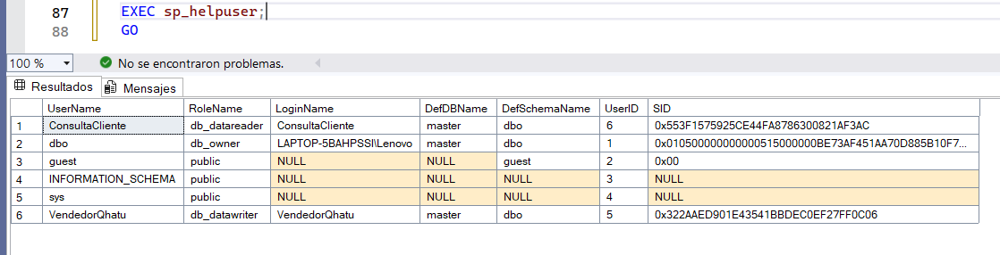 87 EXEC sp_helpuser;
88 GO
100 % No se encontraron problemas.
Resultados Mensajes
UserName RoleName LoginName DefDBName DefSchemaName UserID SID
1 ConsultaCliente db_datareader ConsultaCliente master dbo 6 0x553F1575925CE44FA8786300821AF3AC
2 dbo db_owner LAPTOP-5BAHPSSI\Lenovo master dbo 1 0x010500000000000515000000BE73AF451AA70D885B10F7...
3 guest public NULL NULL guest 2 0x00
4 INFORMATION_SCHEMA public NULL NULL NULL 3 NULL
5 sys public NULL NULL NULL 4 NULL
6 VendedorQhatu db_datawriter VendedorQhatu master dbo 5 0x322AAED901E43541BBDEC0EF27FF0C06